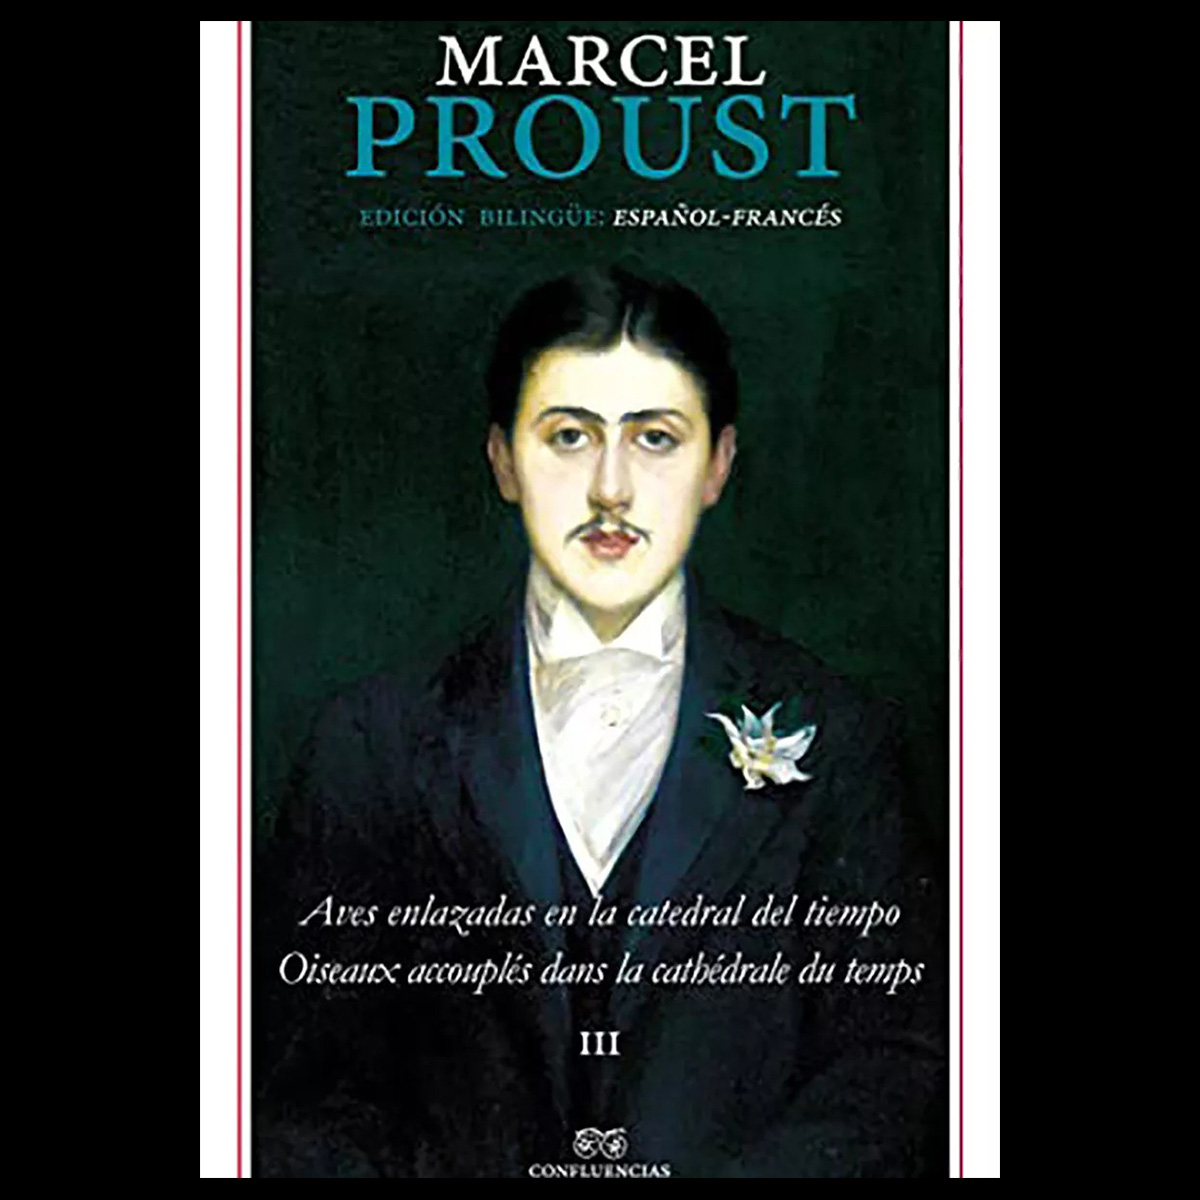 MARCEL
PROUST
EDICIÓN BILINGÜE: ESPAÑOL-FRANCÉS
Aves enlazadas en la catedral del tiempo
Oiseaux accouplés dans la cathédrale du temps
III
CONFLUENCIAS